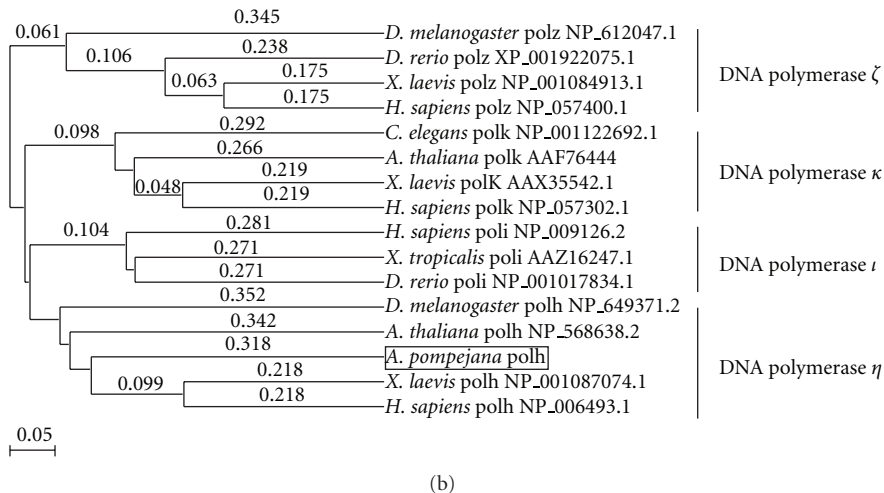 0.345
0.061
D. melanogaster polz NP_612047.1
0.238
0.106
D. rerio polz XP_001922075.1
0.175
0.063
X. laevis polz NP_001084913.1
0.175
H. sapiens polz NP_057400.1
DNA polymerase ζ
0.292
0.098
C. elegans polk NP_001122692.1
0.266
A. thaliana polk AAF76444
0.219
0.048
X. laevis polK AAX35542.1
0.219
H. sapiens polk NP_057302.1
DNA polymerase κ
0.281
0.104
H. sapiens poli NP_009126.2
0.271
X. tropicalis poli AAZ16247.1
0.271
D. rerio poli NP_001017834.1
DNA polymerase ι
0.352
D. melanogaster polh NP_649371.2
0.342
A. thaliana polh NP_568638.2
0.318
A. pompejana polh
0.218
0.099
X. laevis polh NP_001087074.1
0.218
H. sapiens polh NP_006493.1
DNA polymerase η
0.05
(b)